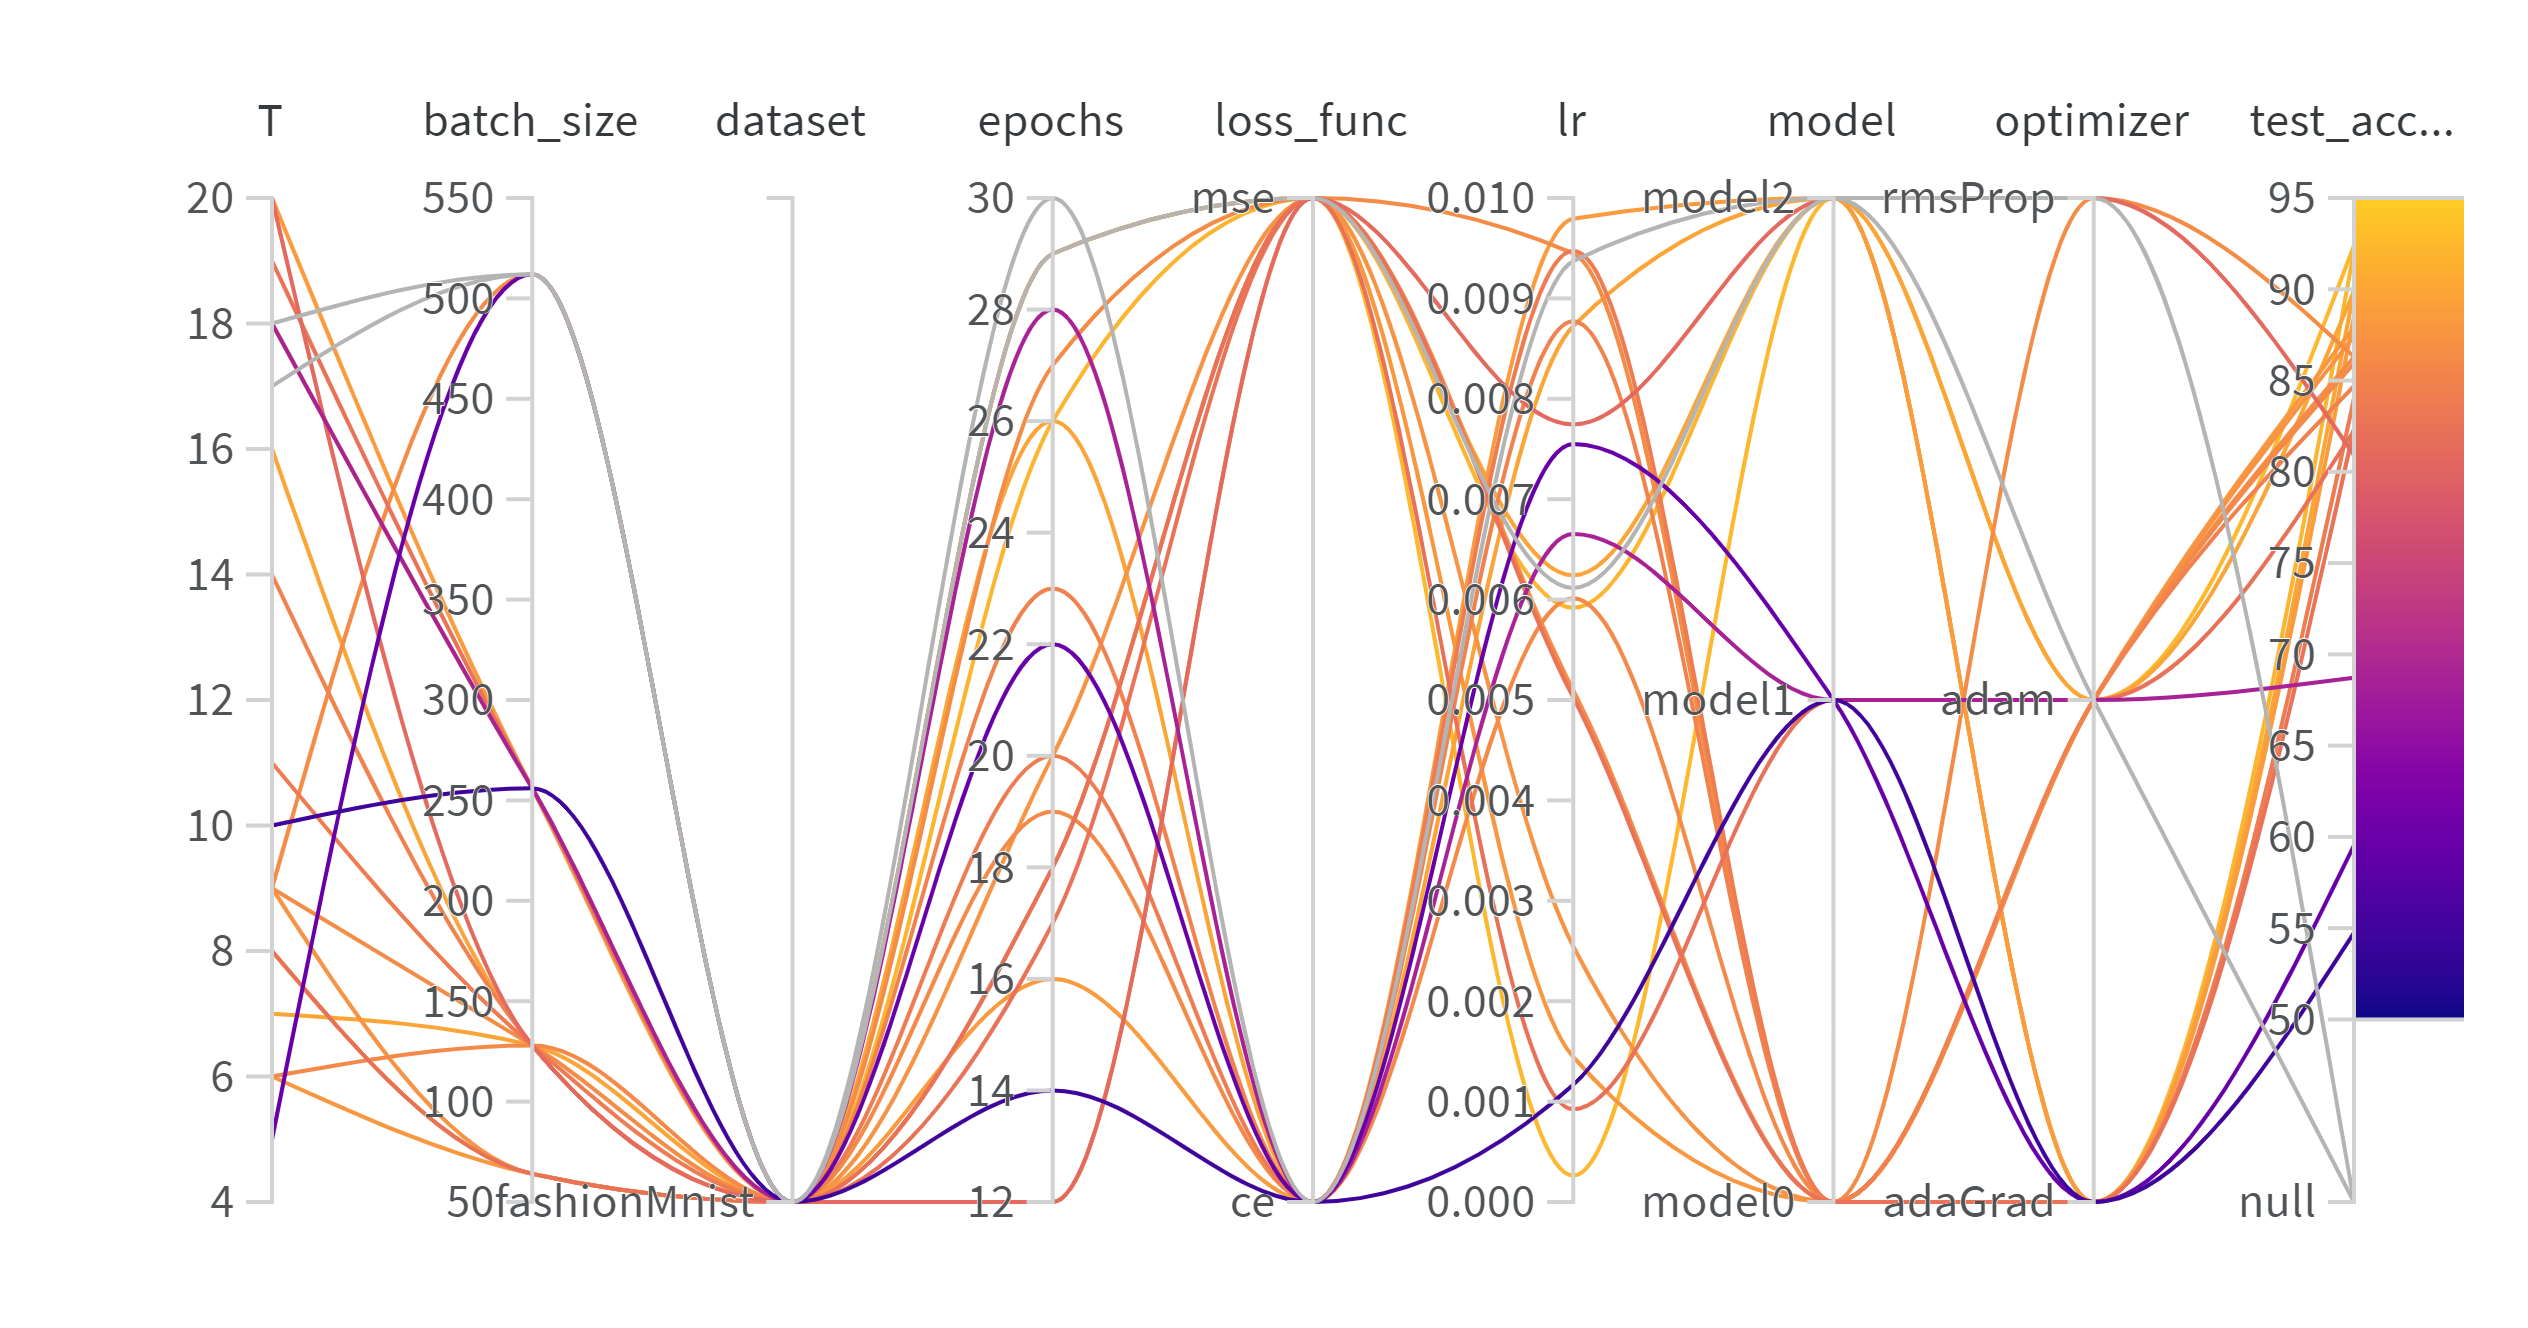 T batch_size dataset epochs loss_func lr model optimizer test_acc...
20 550 30 mse 0.010 model2 rmsProp 95
18 500 28 0.009 90
16 450 26 0.008 85
14 400 24 0.007 80
12 350 22 0.006 75
10 300 20 0.005 model1 adam 70
8 250 18 0.004 65
6 200 16 0.003 60
4 150 14 0.002 55
100 0.001 50
50 fashionMnist 12 ce 0.000 model0 adaGrad null